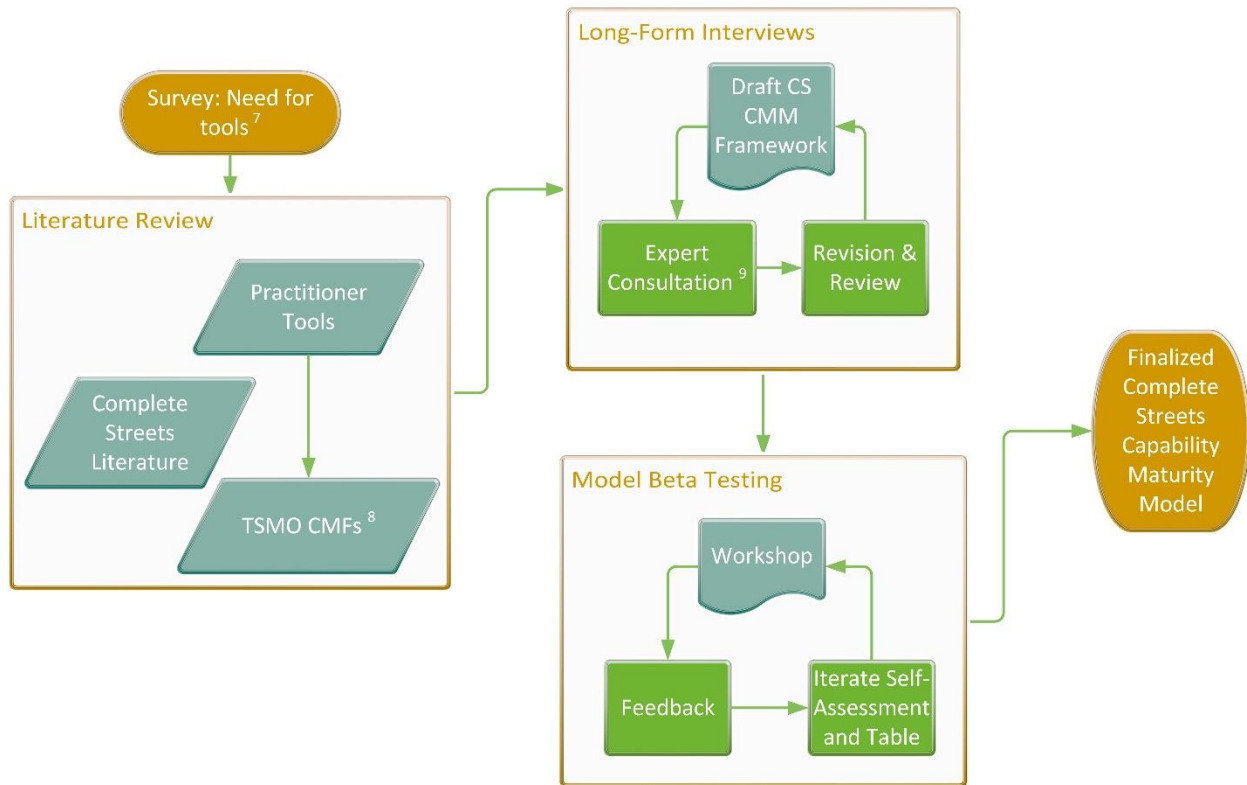 Survey: Need for
tools 7
Literature Review
Practitioner
Tools
Complete
Streets
Literature
TSMO CMFs 8
Long-Form Interviews
Draft CS
CMM
Framework
Expert
Consultation 9
Revision &
Review
Model Beta Testing
Workshop
Feedback
Iterate Self-
Assessment
and Table
Finalized
Complete
Streets
Capability
Maturity
Model